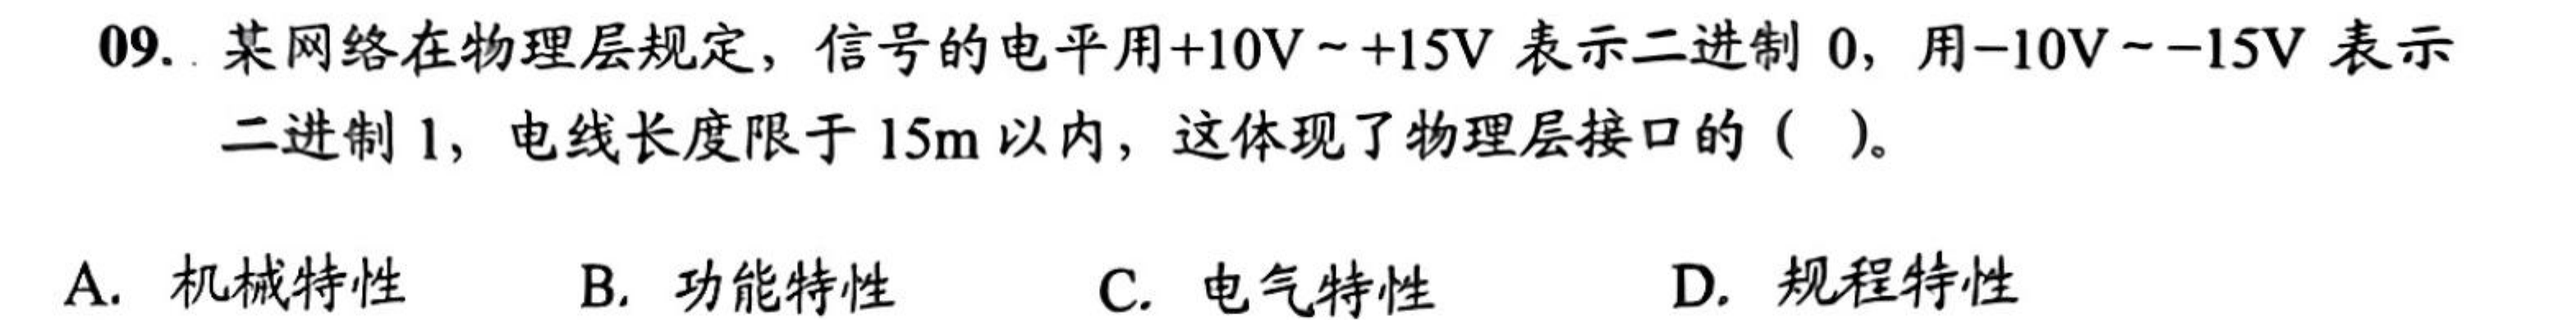 09. 某网络在物理层规定，信号的电平用+10V～+15V 表示二进制 0，用−10V～−15V 表示
二进制 1，电线长度限于 15m 以内，这体现了物理层接口的（ ）。
A. 机械特性 B. 功能特性 C. 电气特性 D. 规程特性